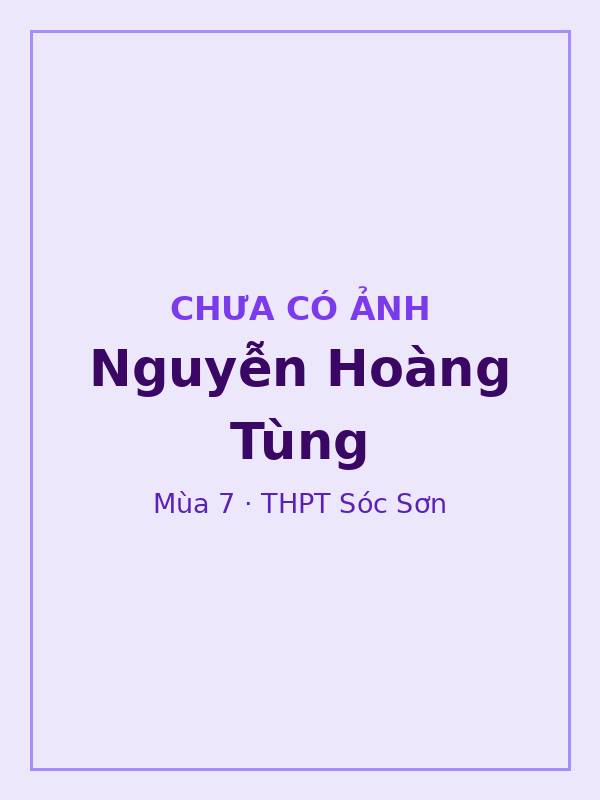 CHƯA CÓ ẢNH
Nguyễn Hoàng
Tùng
Mùa 7 · THPT Sóc Sơn